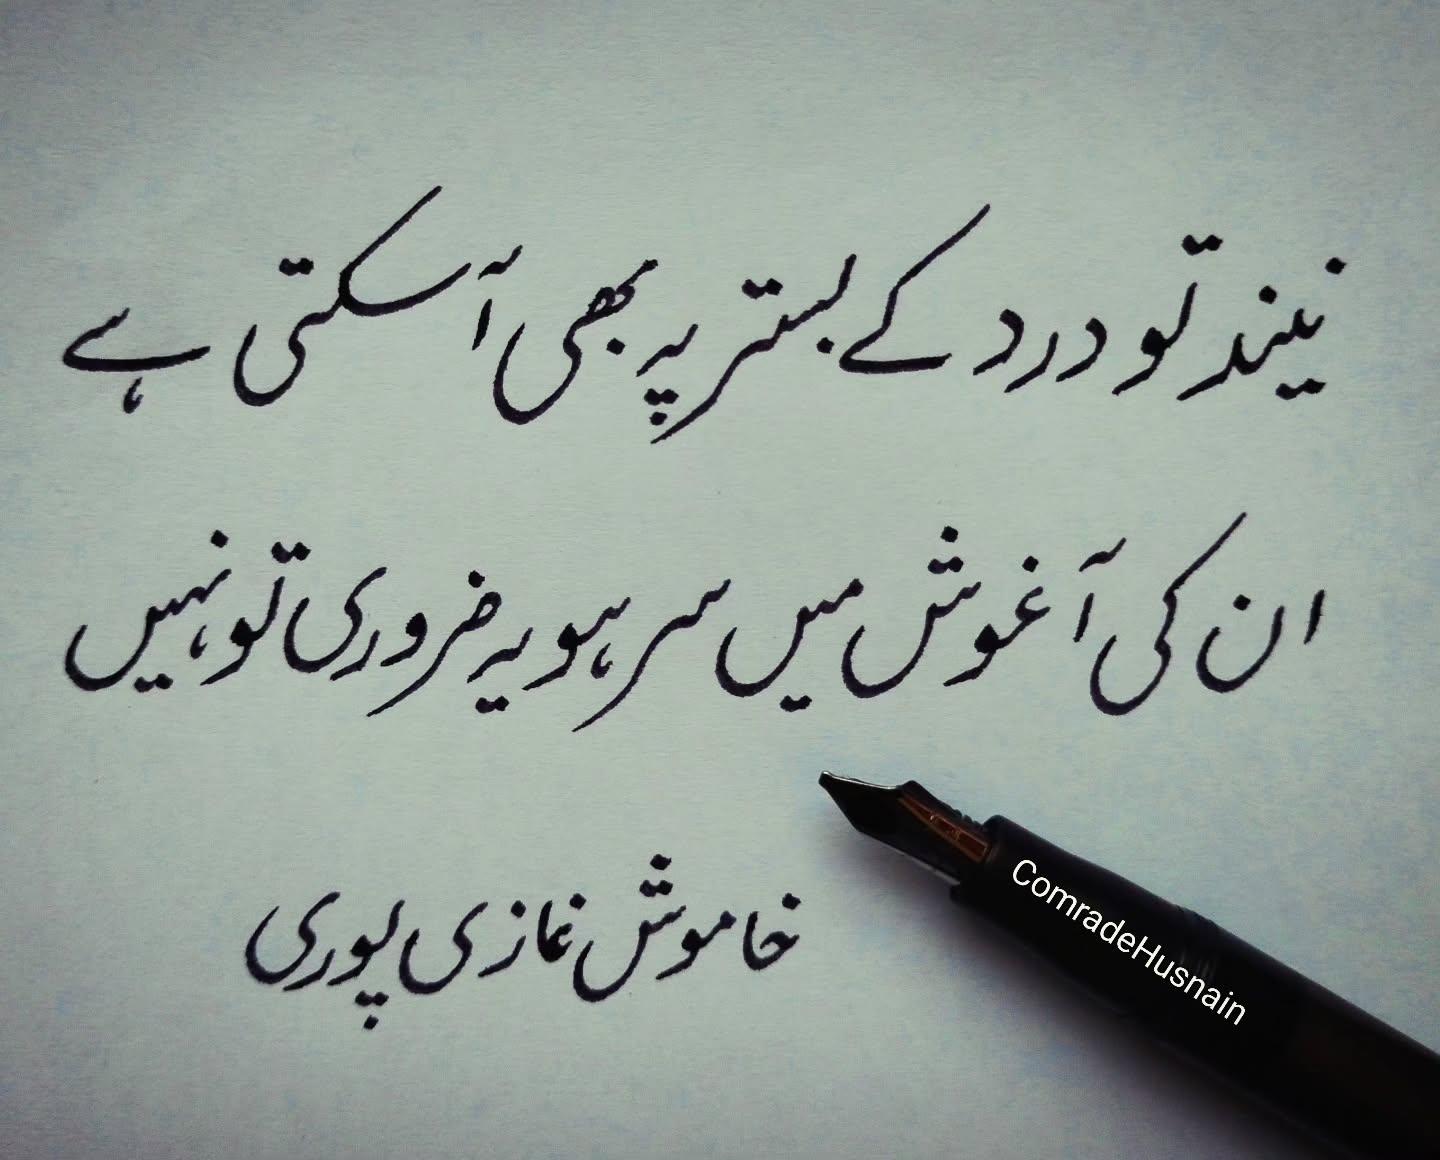 نیند تو درد کے بستر پہ بھی آ سکتی ہے
ان کی آغوش میں سر ہو یہ ضروری تو نہیں
خاموش غازی پوری
ComradeHusnain